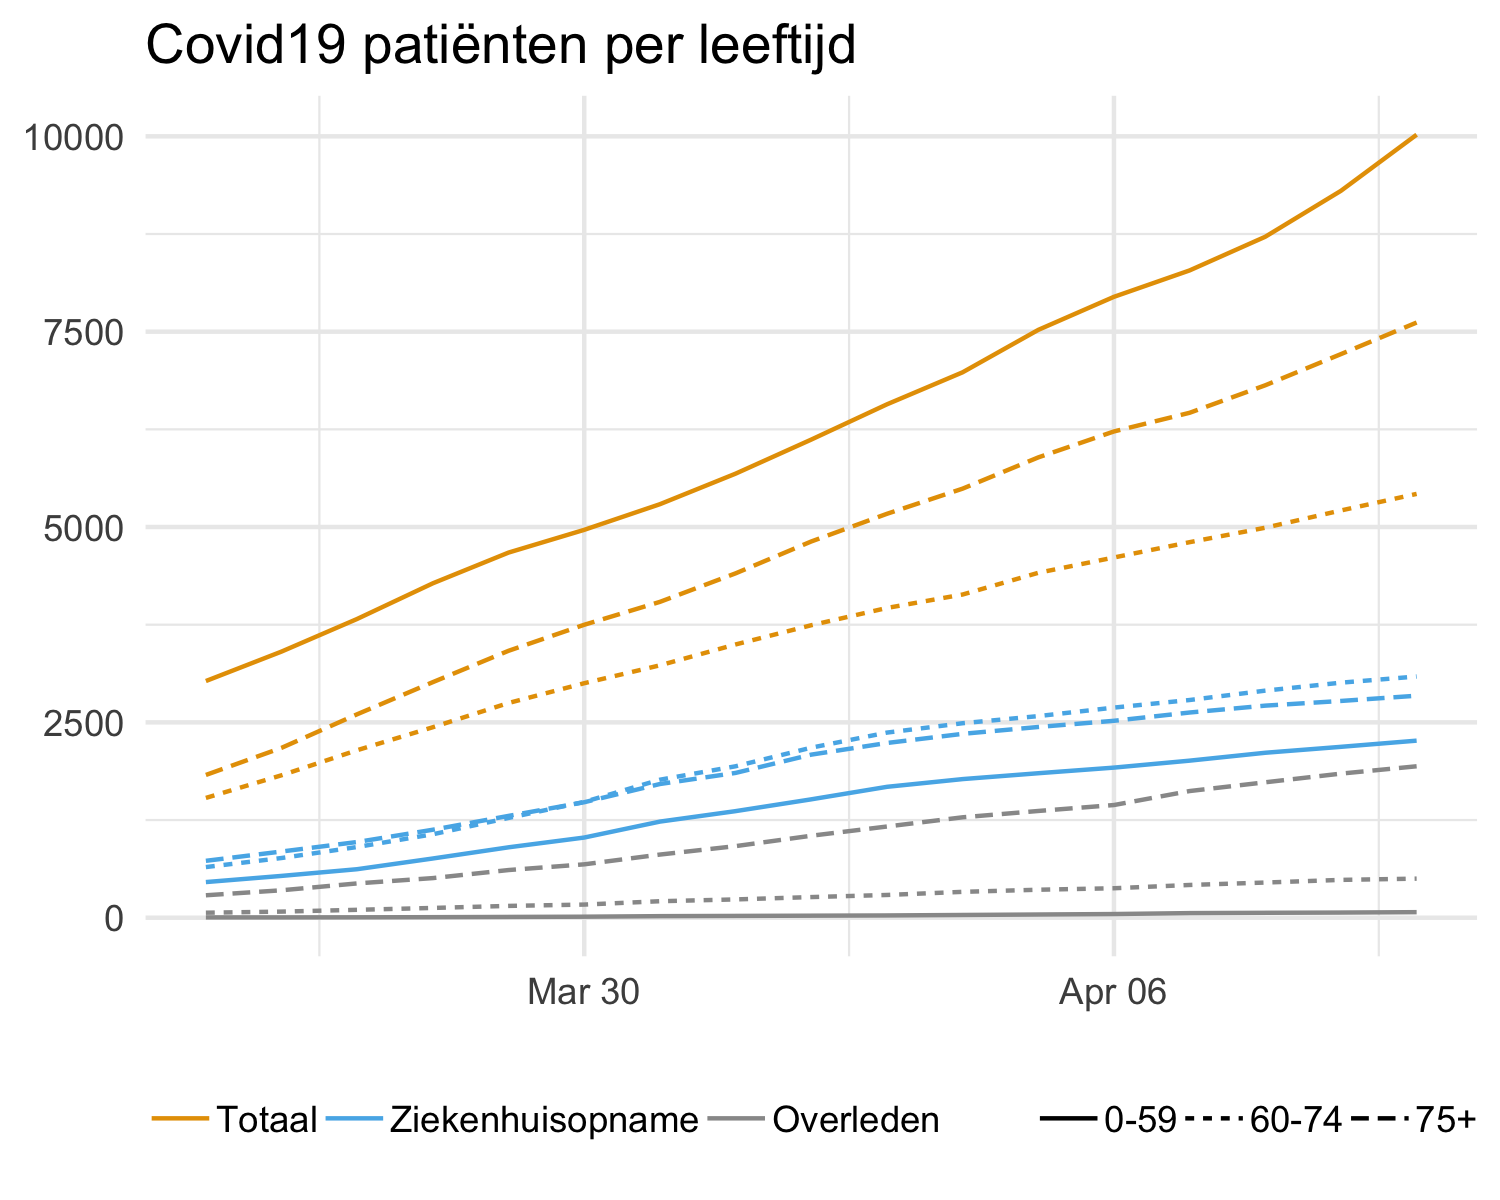 Covid19 patiënten per leeftijd
10000
7500
5000
2500
0
Mar 30 Apr 06
Totaal Ziekenhuisopname Overleden 0-59 60-74 75+